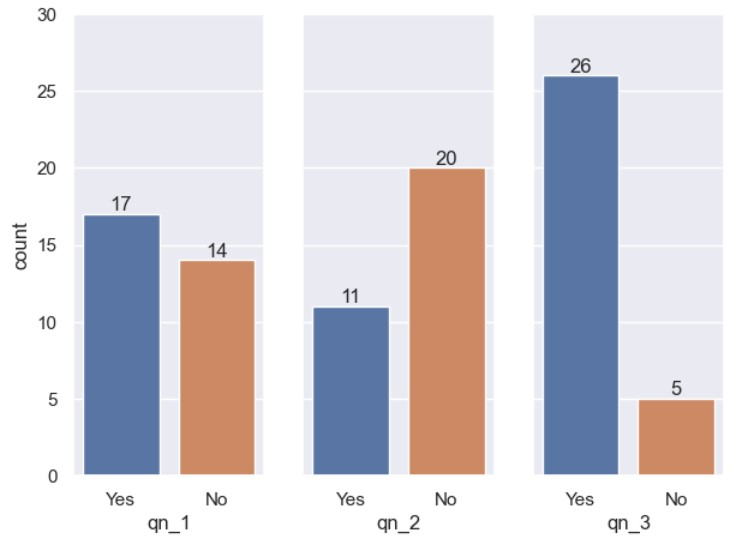 30
25
20
15
10
5
0
count
17
14
11
20
26
5
Yes No
Yes No
Yes No
qn_1
qn_2
qn_3